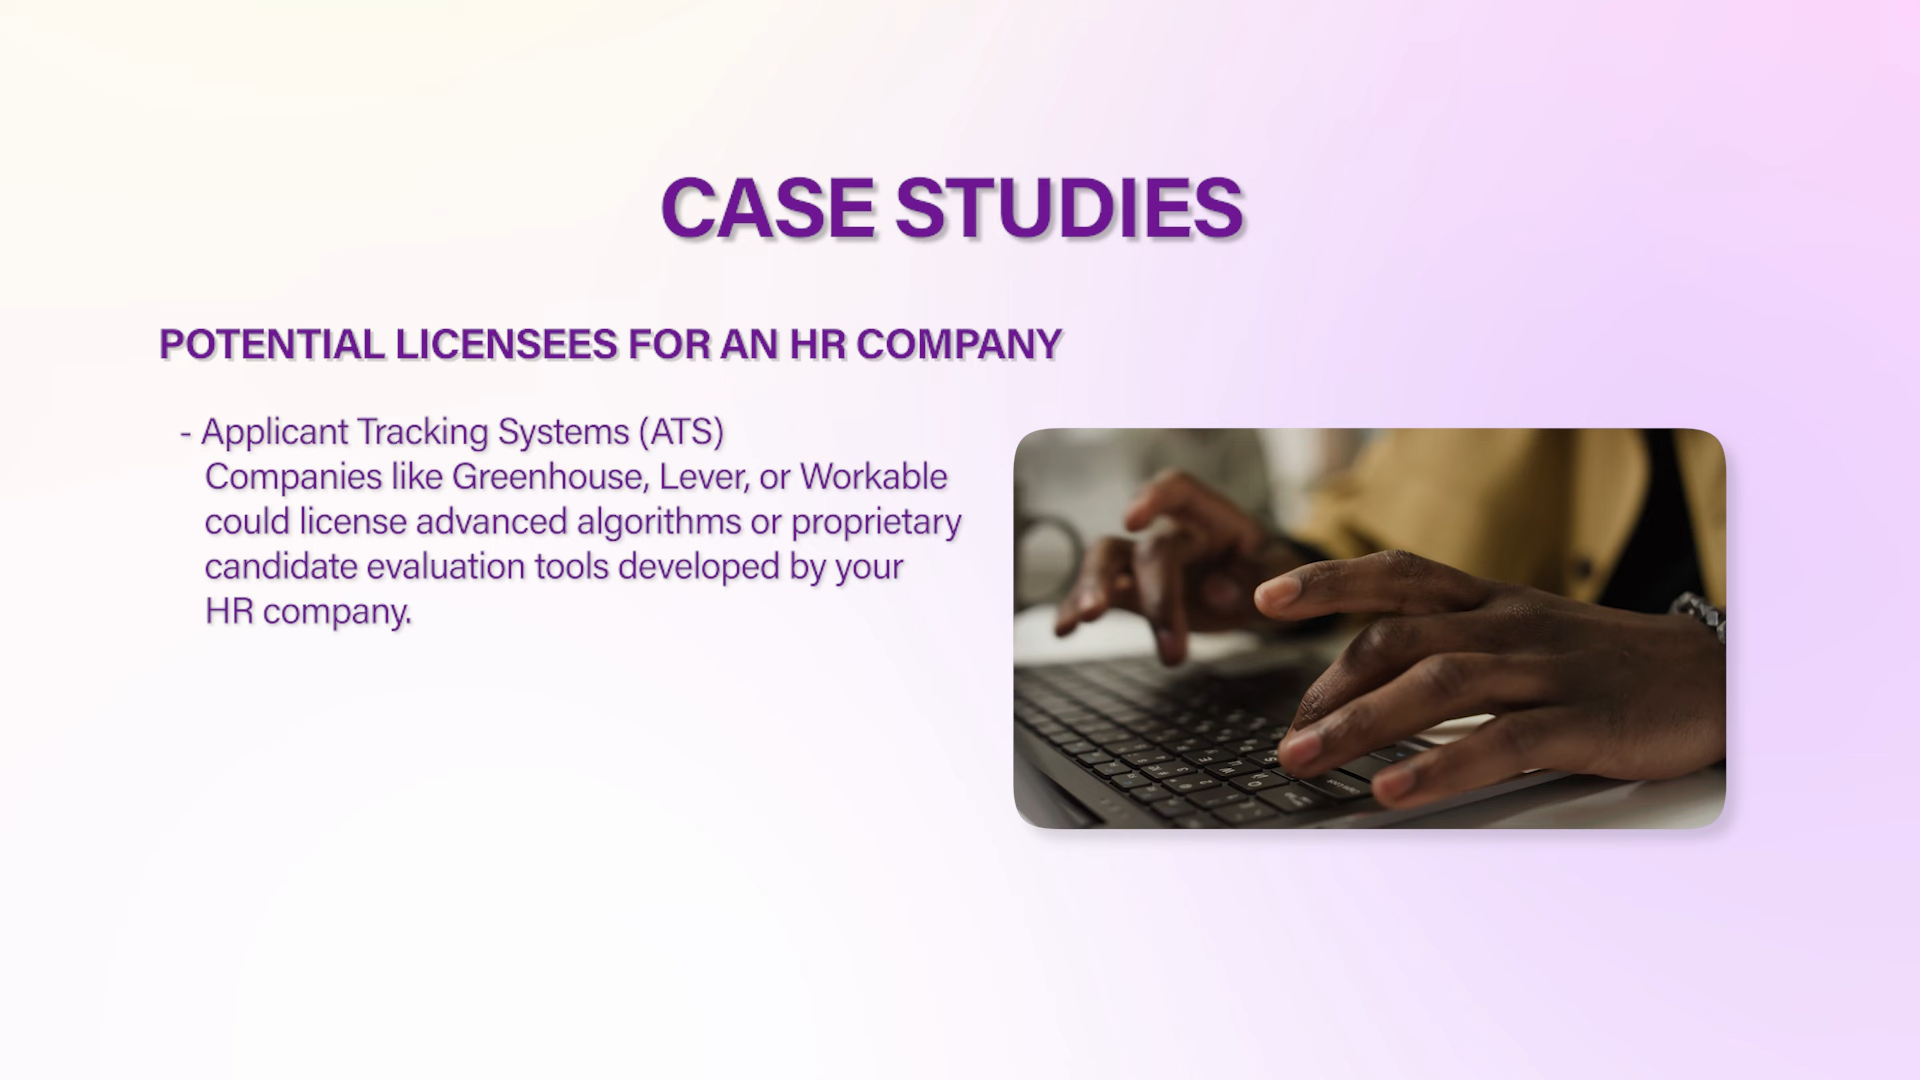 CASE STUDIES
POTENTIAL LICENSEES FOR AN HR COMPANY
- Applicant Tracking Systems (ATS)
Companies like Greenhouse, Lever, or Workable
could license advanced algorithms or proprietary
candidate evaluation tools developed by your
HR company.